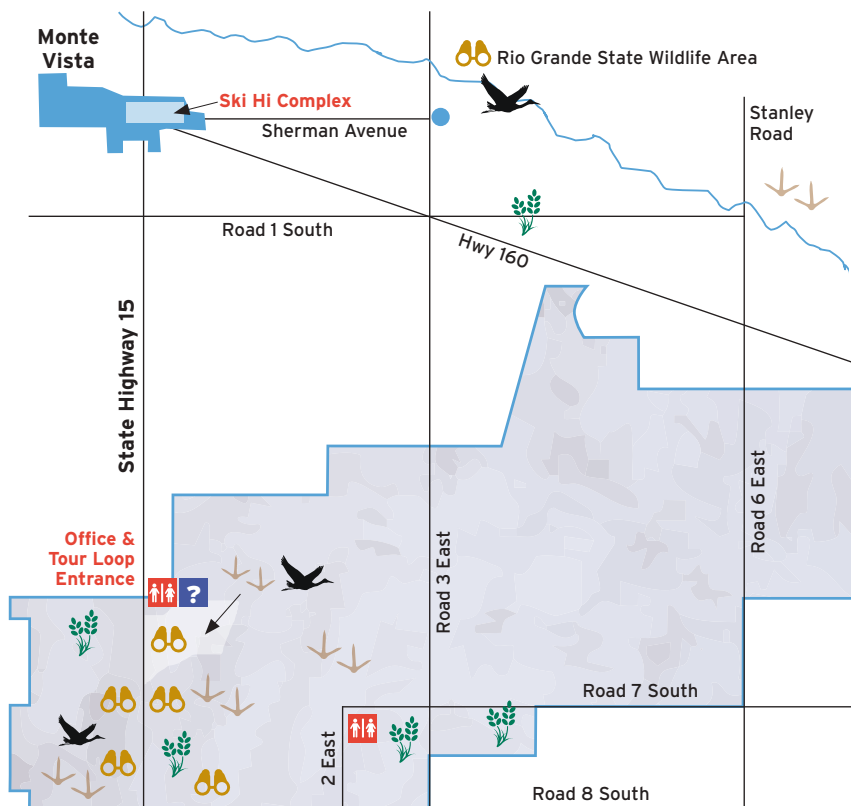 Monte
Vista
Rio Grande State Wildlife Area
Ski Hi Complex
Sherman Avenue
Stanley
Road
Road 1 South
Hwy 160
State Highway 15
Office &
Tour Loop
Entrance
?
Road 3 East
Road 6 East
Road 7 South
2 East
Road 8 South